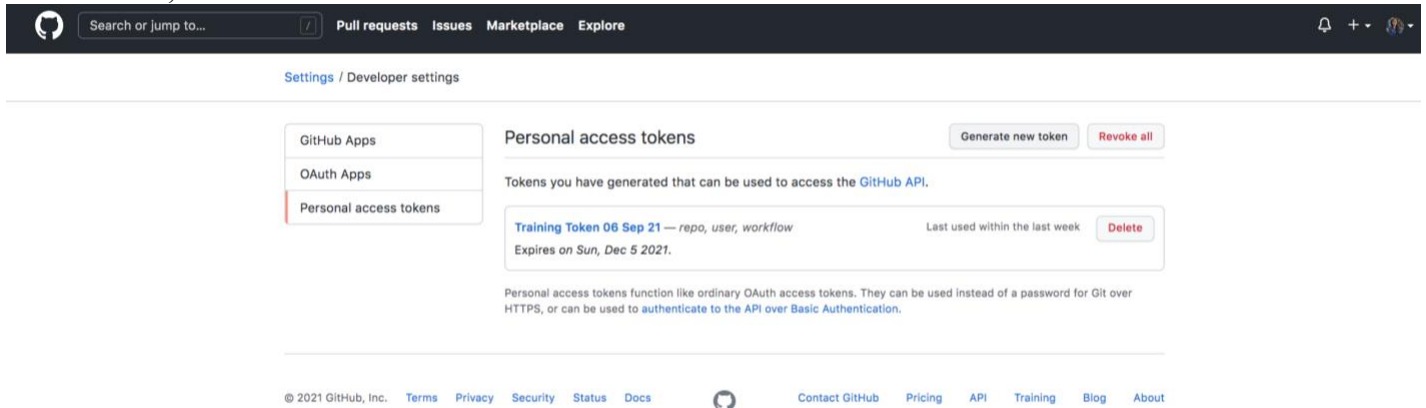 Search or jump to... /
Pull requests Issues Marketplace Explore
Settings / Developer settings
GitHub Apps
OAuth Apps
Personal access tokens
Personal access tokens
Generate new token
Revoke all
Tokens you have generated that can be used to access the GitHub API.
Training Token 06 Sep 21 — repo, user, workflow
Last used within the last week
Delete
Expires on Sun, Dec 5 2021.
Personal access tokens function like ordinary OAuth access tokens. They can be used instead of a password for Git over
HTTPS, or can be used to authenticate to the API over Basic Authentication.
© 2021 GitHub, Inc. Terms Privacy Security Status Docs Contact GitHub Pricing API Training Blog About